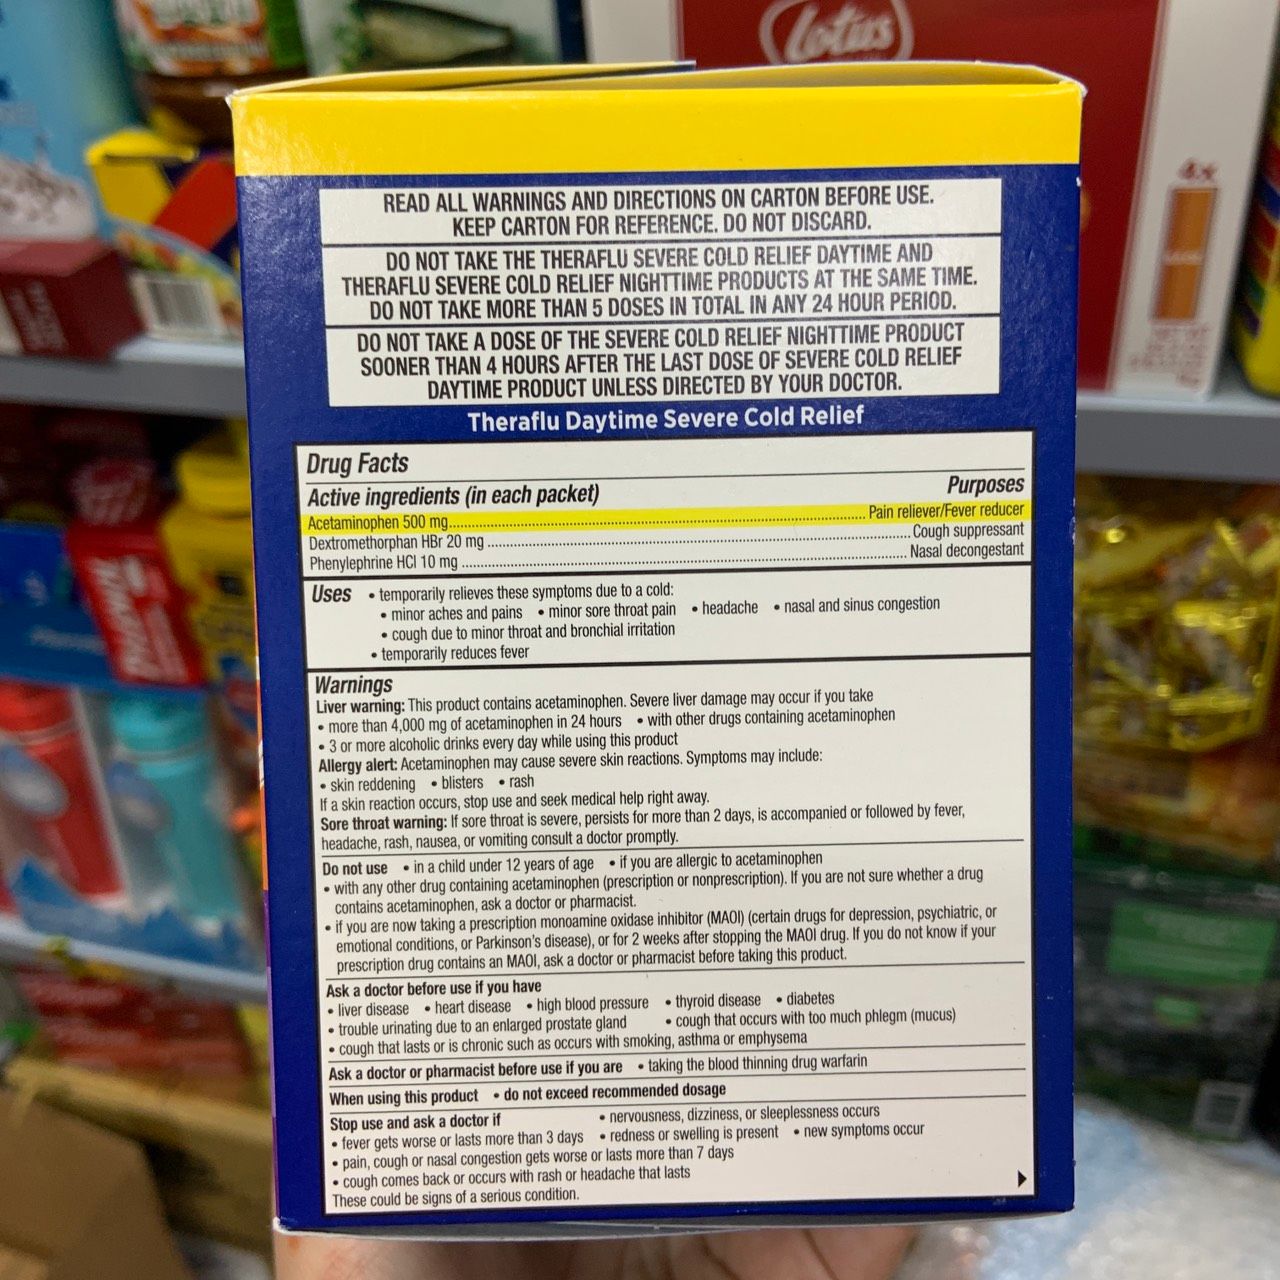 Lotus
4x
READ ALL WARNINGS AND DIRECTIONS ON CARTON BEFORE USE.
KEEP CARTON FOR REFERENCE. DO NOT DISCARD.
DO NOT TAKE THE THERAFLU SEVERE COLD RELIEF DAYTIME AND
THERAFLU SEVERE COLD RELIEF NIGHTTIME PRODUCTS AT THE SAME TIME.
DO NOT TAKE MORE THAN 5 DOSES IN TOTAL IN ANY 24 HOUR PERIOD.
DO NOT TAKE A DOSE OF THE SEVERE COLD RELIEF NIGHTTIME PRODUCT
SOONER THAN 4 HOURS AFTER THE LAST DOSE OF SEVERE COLD RELIEF
DAYTIME PRODUCT UNLESS DIRECTED BY YOUR DOCTOR.
Theraflu Daytime Severe Cold Relief
Drug Facts
Active ingredients (in each packet) Purposes
Acetaminophen 500 mg.......... Pain reliever/Fever reducer
Dextromethorphan HBr 20 mg .......... Cough suppressant
Phenylephrine HCl 10 mg .......... Nasal decongestant
Uses • temporarily relieves these symptoms due to a cold:
• minor aches and pains • minor sore throat pain • headache • nasal and sinus congestion
• cough due to minor throat and bronchial irritation
• temporarily reduces fever
Warnings
Liver warning: This product contains acetaminophen. Severe liver damage may occur if you take
• more than 4,000 mg of acetaminophen in 24 hours • with other drugs containing acetaminophen
• 3 or more alcoholic drinks every day while using this product
Allergy alert: Acetaminophen may cause severe skin reactions. Symptoms may include:
• skin reddening • blisters • rash
If a skin reaction occurs, stop use and seek medical help right away.
Sore throat warning: If sore throat is severe, persists for more than 2 days, is accompanied or followed by fever,
headache, rash, nausea, or vomiting consult a doctor promptly.
Do not use • in a child under 12 years of age • if you are allergic to acetaminophen
• with any other drug containing acetaminophen (prescription or nonprescription). If you are not sure whether a drug
contains acetaminophen, ask a doctor or pharmacist.
• if you are now taking a prescription monoamine oxidase inhibitor (MAOI) (certain drugs for depression, psychiatric, or
emotional conditions, or Parkinson's disease), or for 2 weeks after stopping the MAOI drug. If you do not know if your
prescription drug contains an MAOI, ask a doctor or pharmacist before taking this product.
Ask a doctor before use if you have
• liver disease • heart disease • high blood pressure • thyroid disease • diabetes
• trouble urinating due to an enlarged prostate gland • cough that occurs with too much phlegm (mucus)
• cough that lasts or is chronic such as occurs with smoking, asthma or emphysema
Ask a doctor or pharmacist before use if you are • taking the blood thinning drug warfarin
When using this product • do not exceed recommended dosage
Stop use and ask a doctor if • nervousness, dizziness, or sleeplessness occurs
• fever gets worse or lasts more than 3 days • redness or swelling is present • new symptoms occur
• pain, cough or nasal congestion gets worse or lasts more than 7 days
• cough comes back or occurs with rash or headache that lasts
These could be signs of a serious condition.